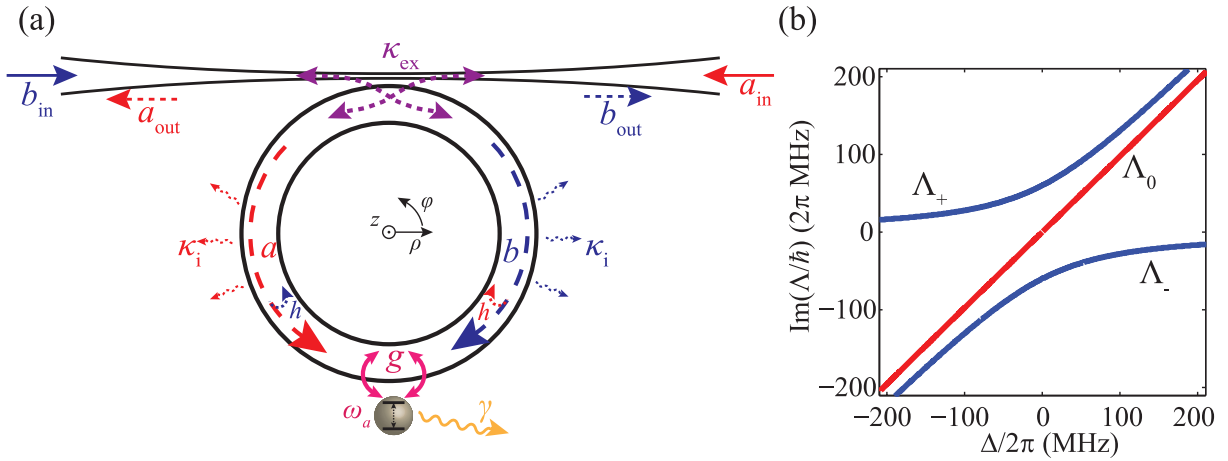 (a)
κex
bin
aout
bout
ain
φ
z
ρ
a
b
κi
κi
h
h
g
ωa
γ
(b)
Im(Λ/ħ) (2π MHz)
200
100
0
−100
−200
Λ+
Λ0
Λ-
−200 −100 0 100 200
Δ/2π (MHz)